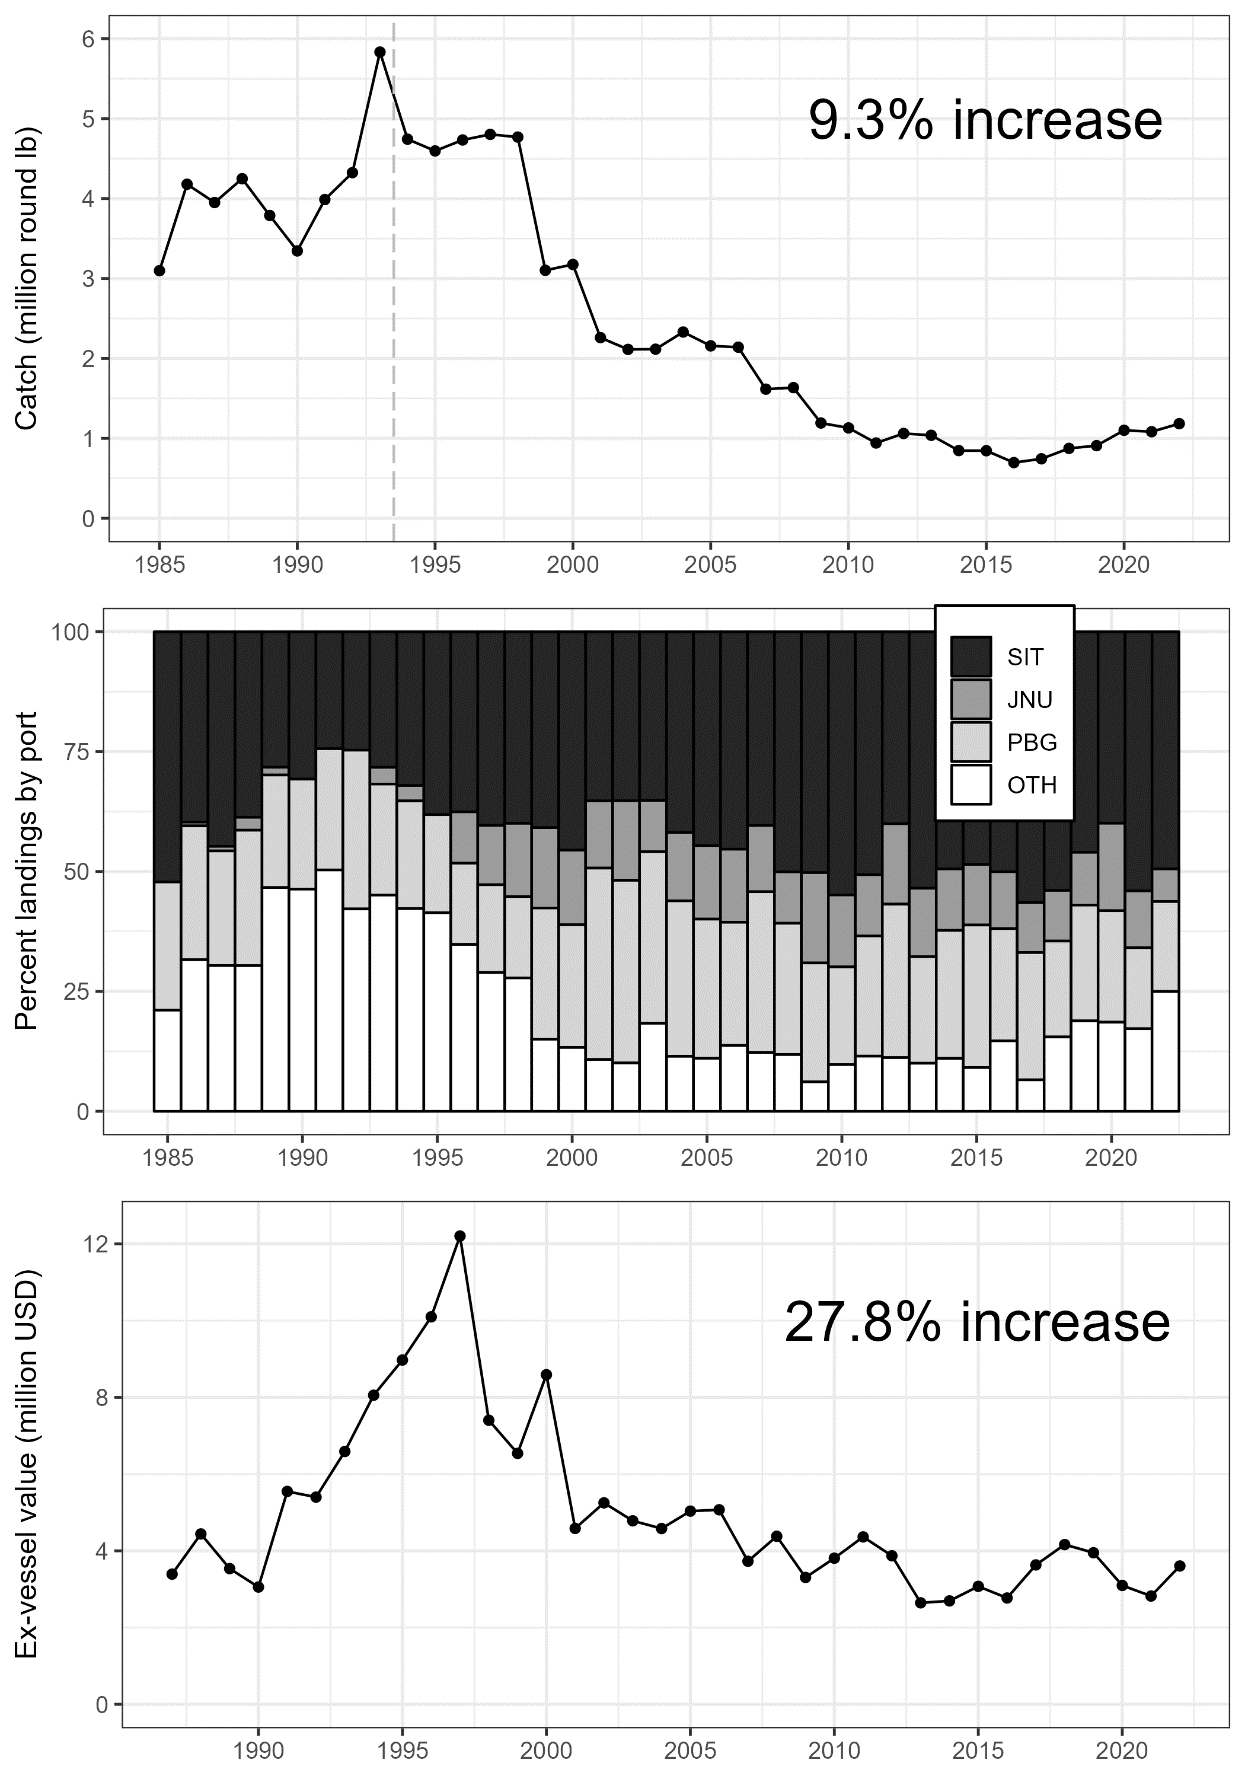 Catch (million round lb)
6
5
4
3
2
1
0
9.3% increase
1985 1990 1995 2000 2005 2010 2015 2020
Percent landings by port
100
75
50
25
0
SIT
JNU
PBG
OTH
1985 1990 1995 2000 2005 2010 2015 2020
Ex-vessel value (million USD)
12
8
4
0
27.8% increase
1990 1995 2000 2005 2010 2015 2020